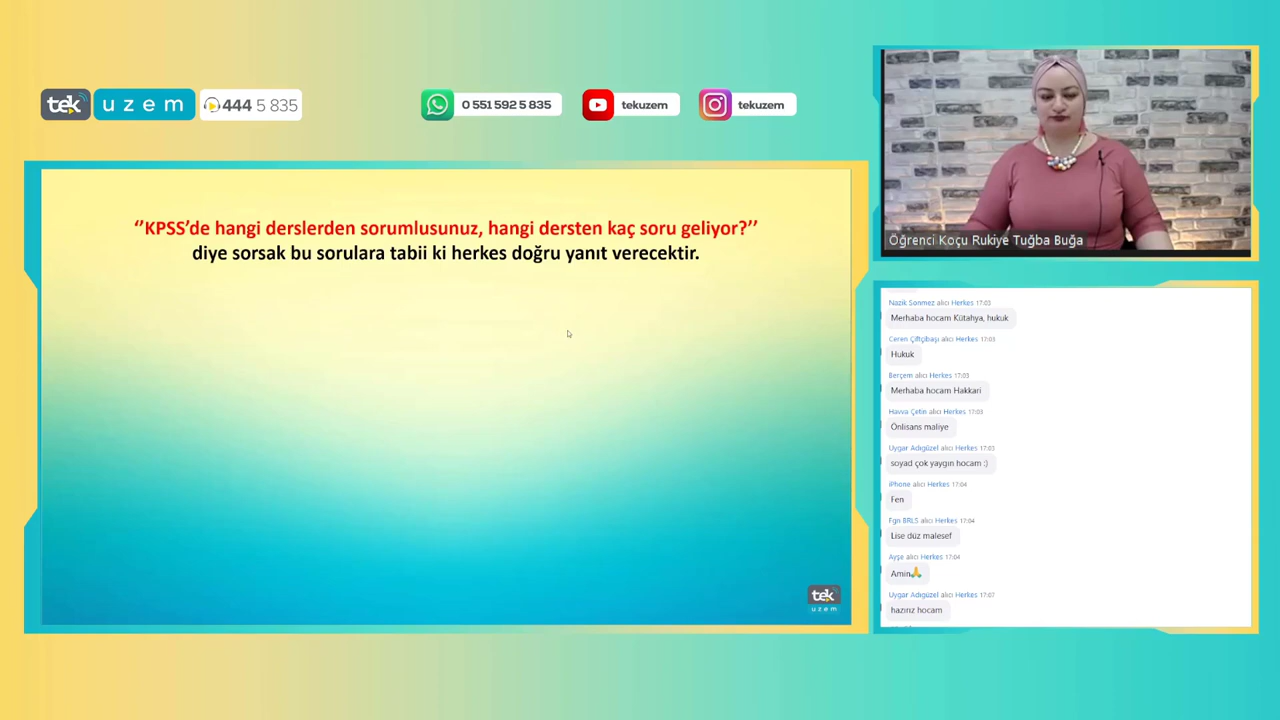 tek
uzem
444 5 835
0 551 592 5 835
tekuzem
tekuzem
‘’KPSS’de hangi derslerden sorumlusunuz, hangi dersten kaç soru geliyor?’’
diye sorsak bu sorulara tabii ki herkes doğru yanıt verecektir.
tek
uzem
Öğrenci Koçu Rukiye Tuğba Buğa
Nazik Sönmez alıcı Herkes 17:03
Merhaba hocam Kütahya, hukuk
Ceren Çiftçibaşı alıcı Herkes 17:03
Hukuk
Berçem alıcı Herkes 17:03
Merhaba hocam Hakkari
Havva Çetin alıcı Herkes 17:03
Önlisans maliye
Uygar Adıgüzel alıcı Herkes 17:03
soyad çok yaygın hocam :)
iPhone alıcı Herkes 17:04
Fen
Fgn BRLS alıcı Herkes 17:04
Lise düz malesef
Ayşe alıcı Herkes 17:04
Amin🙏
Uygar Adıgüzel alıcı Herkes 17:07
hazırız hocam